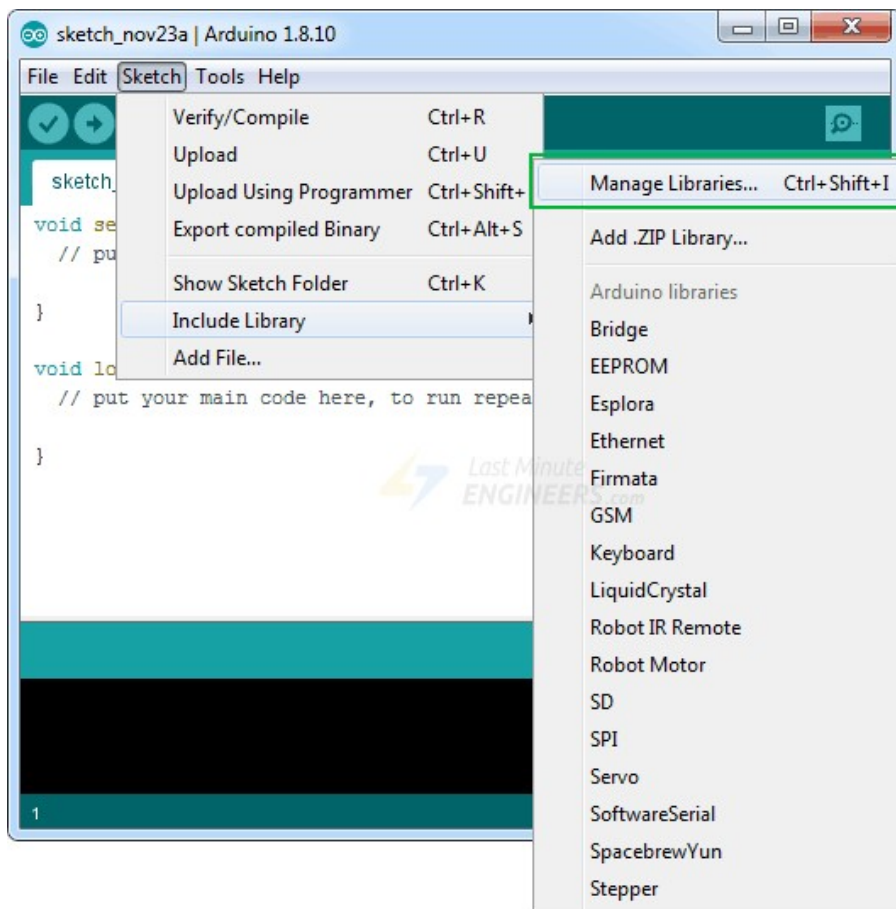 sketch_nov23a | Arduino 1.8.10
File Edit Sketch Tools Help
Verify/Compile Ctrl+R
Upload Ctrl+U
Upload Using Programmer Ctrl+Shift+
Export compiled Binary Ctrl+Alt+S
Show Sketch Folder Ctrl+K
Include Library
Add File...
sketch_
void se
// pu
}
void lo
// put your main code here, to run repea
}
Last Minute
ENGINEERS.com
1
Manage Libraries... Ctrl+Shift+I
Add .ZIP Library...
Arduino libraries
Bridge
EEPROM
Esplora
Ethernet
Firmata
GSM
Keyboard
LiquidCrystal
Robot IR Remote
Robot Motor
SD
SPI
Servo
SoftwareSerial
SpacebrewYun
Stepper